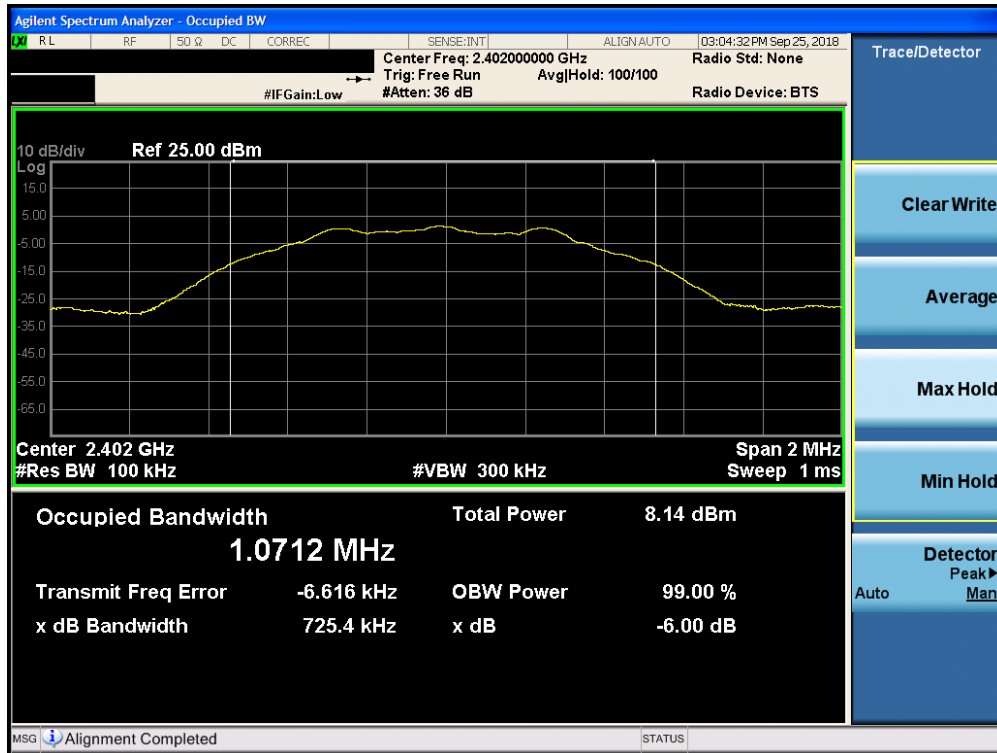 Agilent Spectrum Analyzer - Occupied BW
LXI RL RF 50 Ω DC CORREC SENSE:INT ALIGN AUTO 03:04:32 PM Sep 25, 2018
Center Freq: 2.402000000 GHz Radio Std: None
Trig: Free Run Avg|Hold: 100/100
#IFGain:Low #Atten: 36 dB Radio Device: BTS
10 dB/div Ref 25.00 dBm
Log
15.0
5.00
-5.00
-15.0
-25.0
-35.0
-45.0
-55.0
-65.0
Center 2.402 GHz Span 2 MHz
#Res BW 100 kHz #VBW 300 kHz Sweep 1 ms
Occupied Bandwidth Total Power 8.14 dBm
1.0712 MHz
Transmit Freq Error -6.616 kHz OBW Power 99.00 %
x dB Bandwidth 725.4 kHz x dB -6.00 dB
MSG Alignment Completed STATUS
Trace/Detector
Clear Write
Average
Max Hold
Min Hold
Detector
Peak
Auto Man